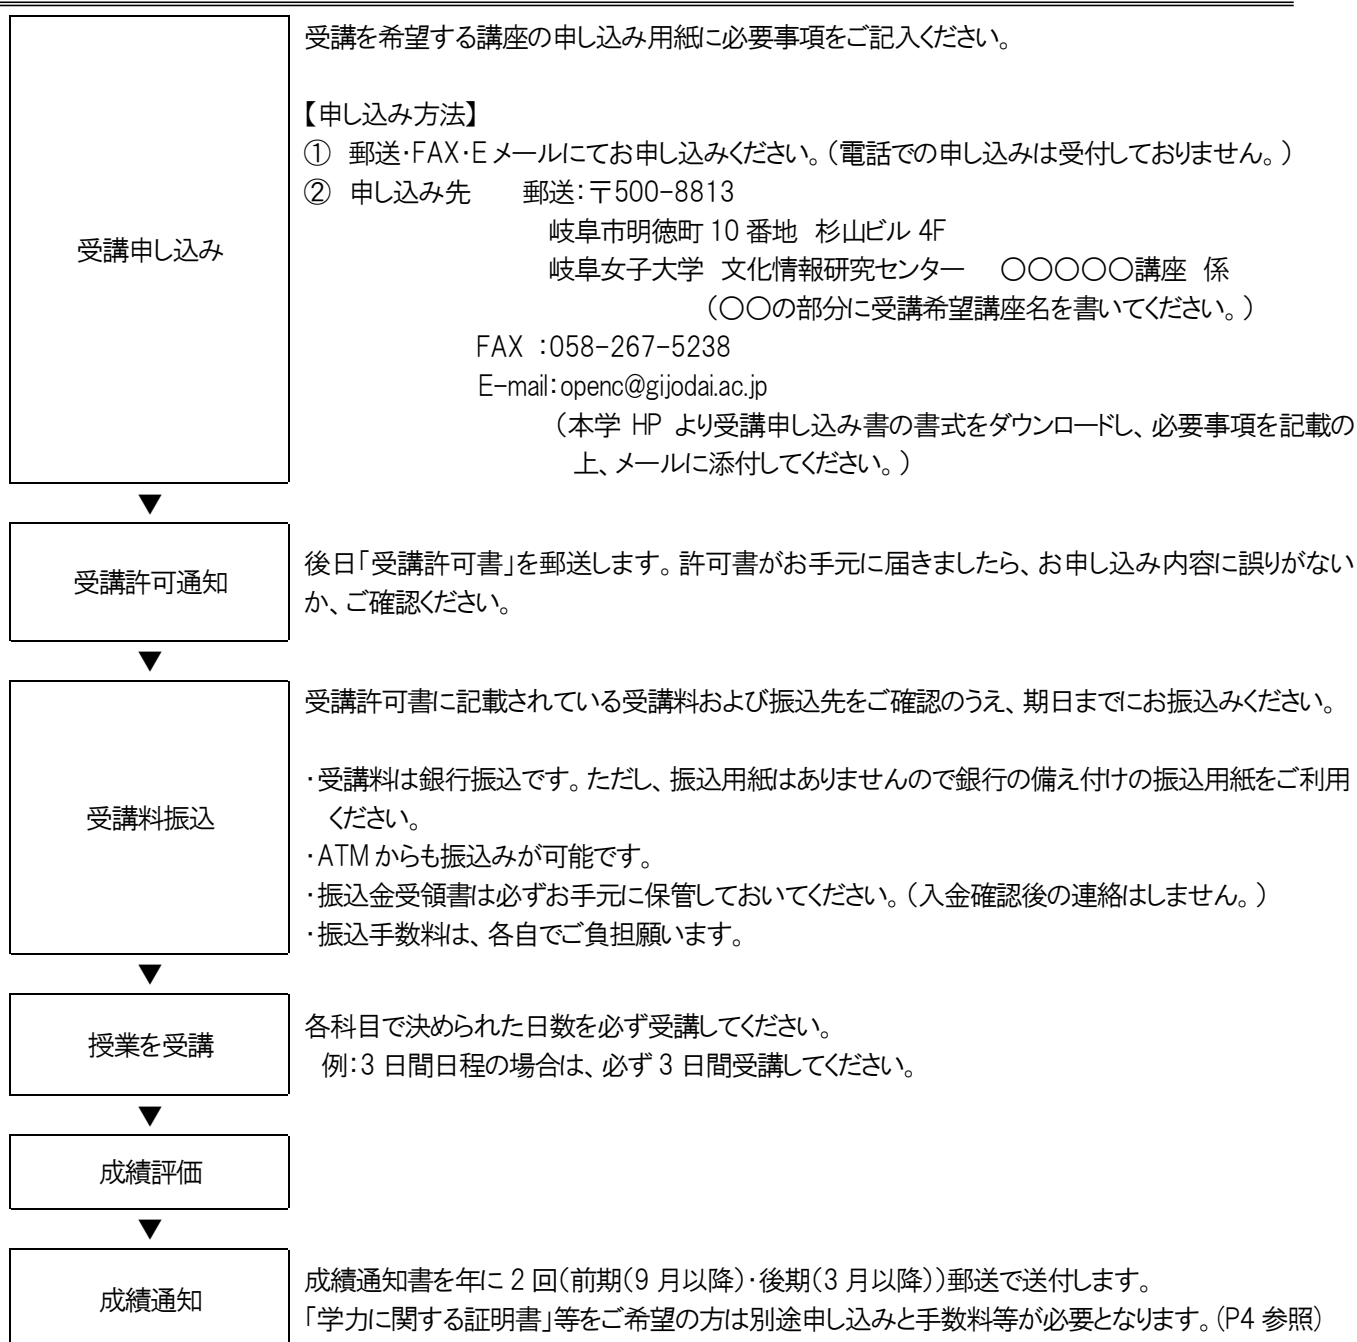 受講申し込み
受講を希望する講座の申し込み用紙に必要事項をご記入ください。
【申し込み方法】
① 郵送・FAX・Eメールにてお申し込みください。（電話での申し込みは受付しておりません。）
② 申し込み先　　郵送：〒500-8813
岐阜市明徳町 10 番地　杉山ビル 4F
岐阜女子大学　文化情報研究センター　　〇〇〇〇〇講座　係
（〇〇の部分に受講希望講座名を書いてください。）
FAX ：058-267-5238
E-mail：openc@gijodai.ac.jp
（本学 HP より受講申し込み書の書式をダウンロードし、必要事項を記載の
上、メールに添付してください。）
▼
受講許可通知
後日「受講許可書」を郵送します。許可書がお手元に届きましたら、お申し込み内容に誤りがない
か、ご確認ください。
▼
受講料振込
受講許可書に記載されている受講料および振込先をご確認のうえ、期日までにお振込みください。
・受講料は銀行振込です。ただし、振込用紙はありませんので銀行の備え付けの振込用紙をご利用
ください。
・ATM からも振込みが可能です。
・振込金受領書は必ずお手元に保管しておいてください。（入金確認後の連絡はしません。）
・振込手数料は、各自でご負担願います。
▼
授業を受講
各科目で決められた日数を必ず受講してください。
例：3 日間日程の場合は、必ず 3 日間受講してください。
▼
成績評価
▼
成績通知
成績通知書を年に 2 回（前期（9 月以降）・後期（3 月以降））郵送で送付します。
「学力に関する証明書」等をご希望の方は別途申し込みと手数料等が必要となります。（P4 参照）